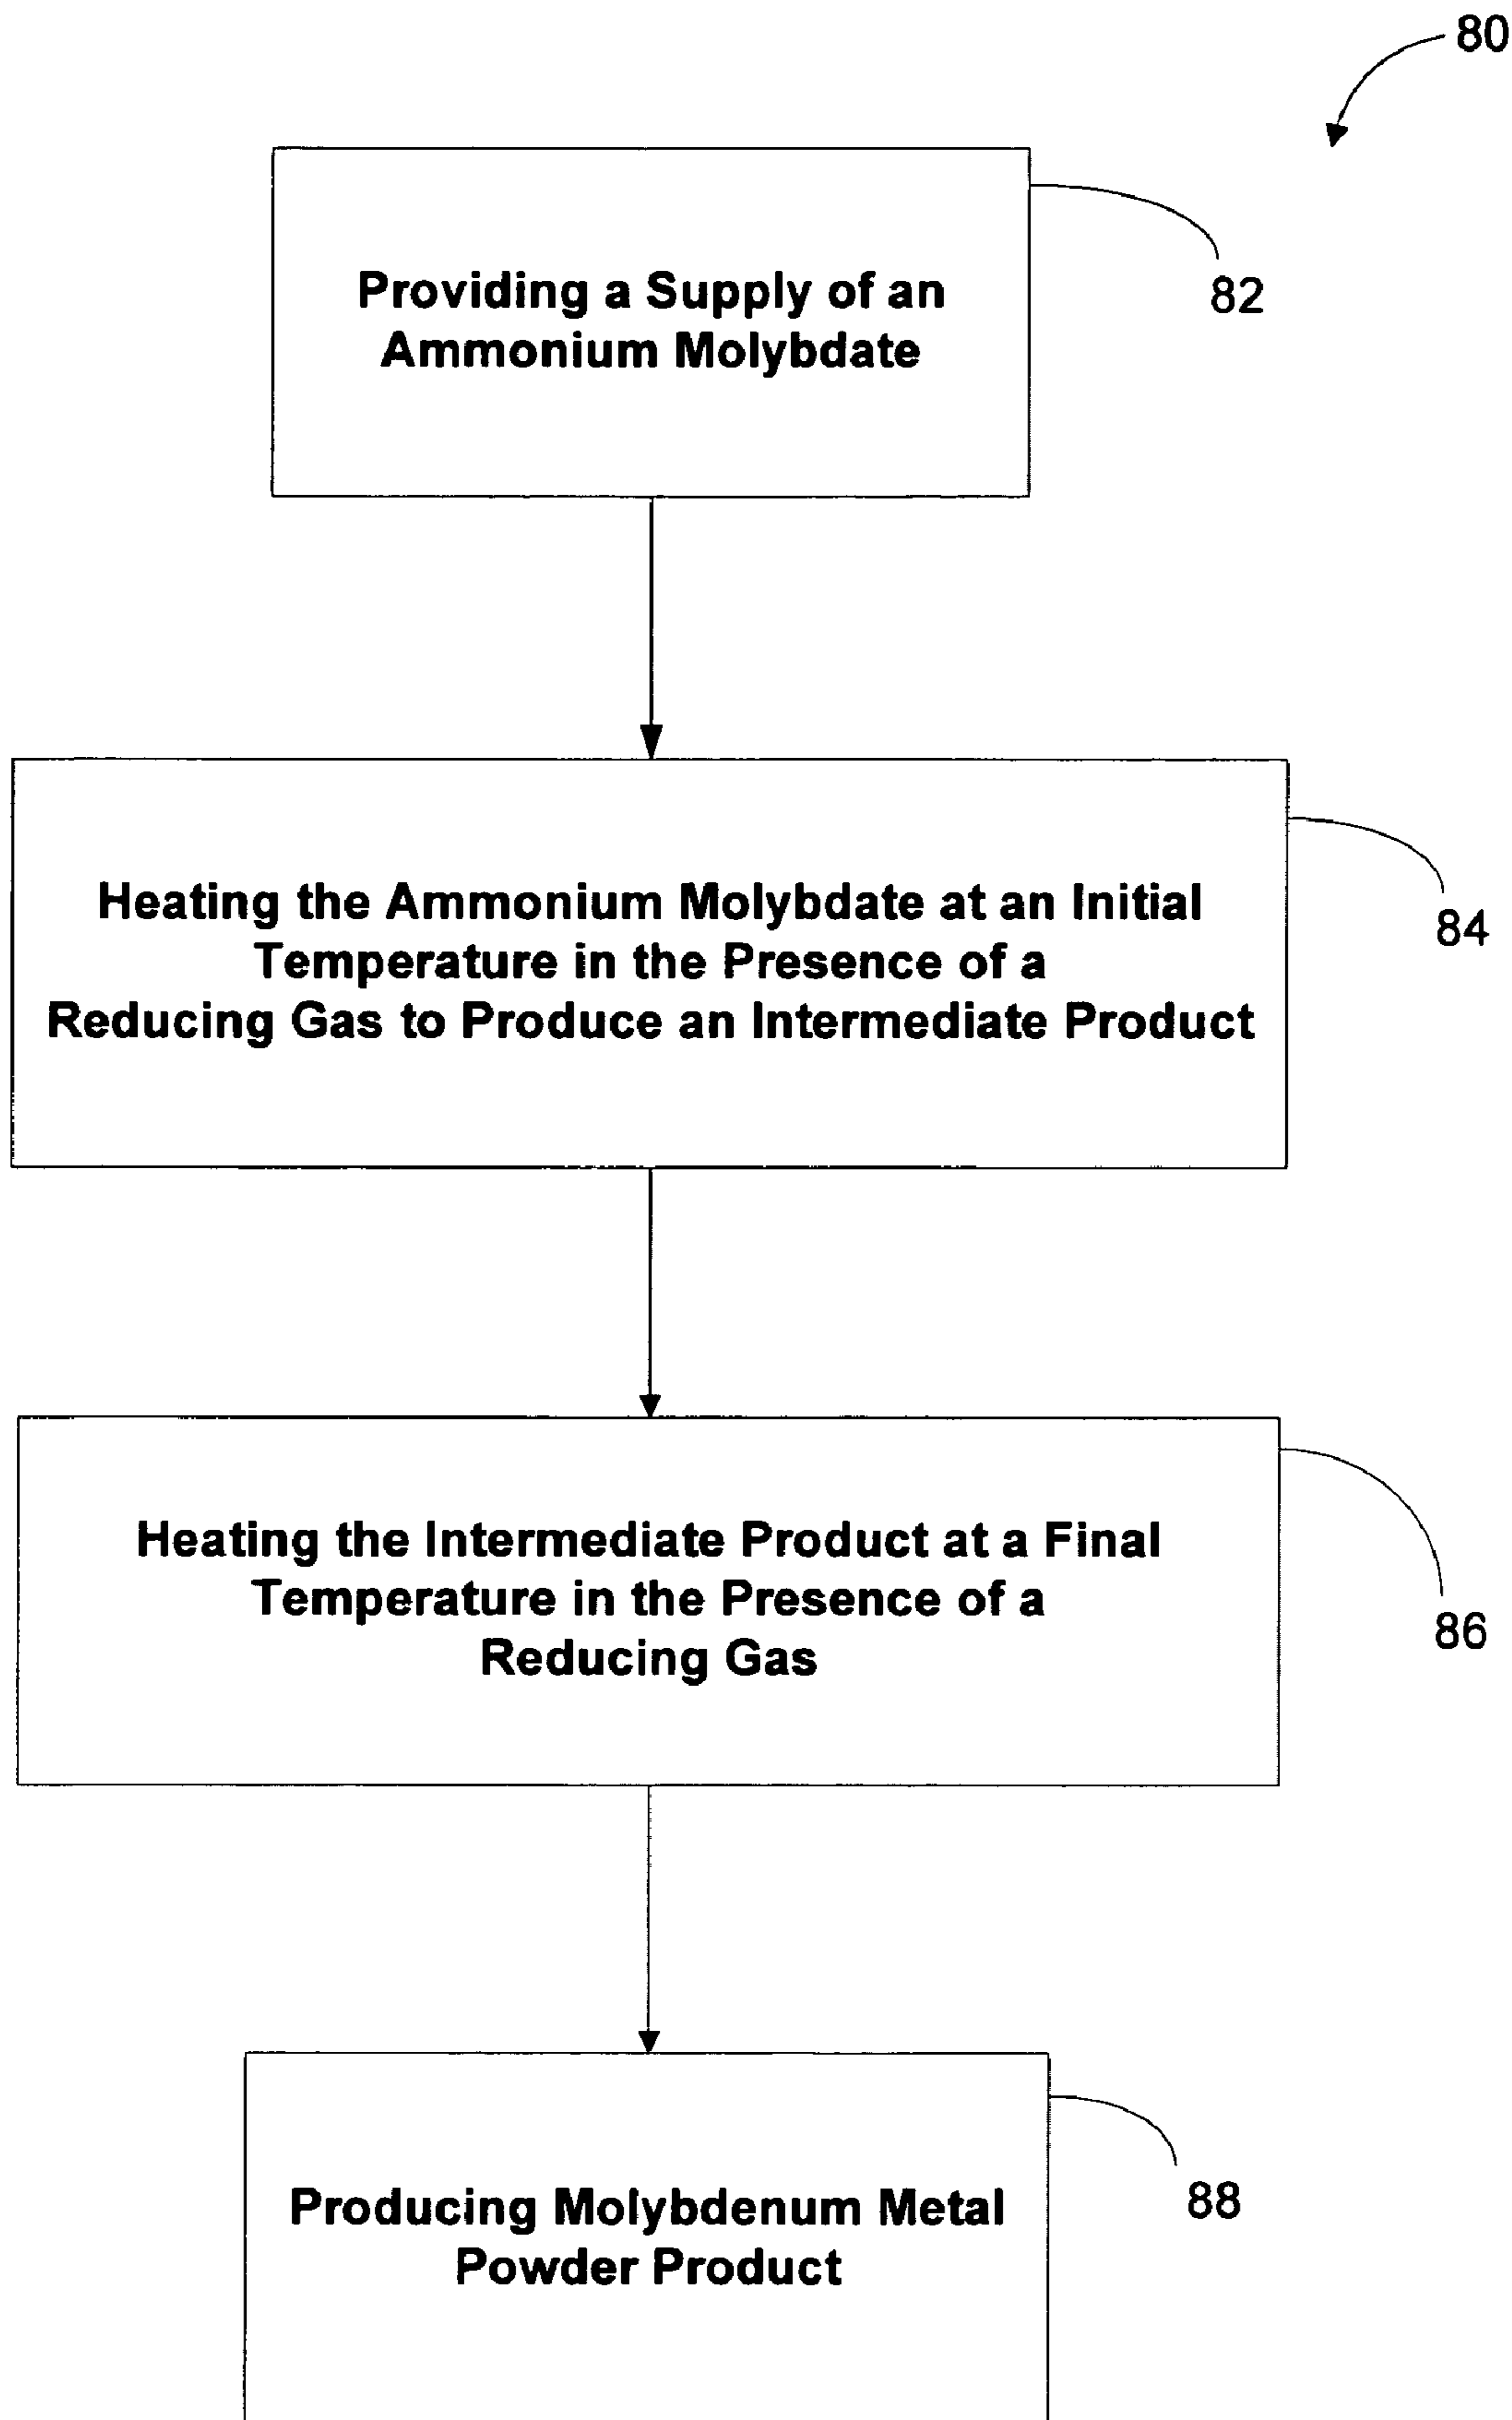 80
Providing a Supply of an
Ammonium Molybdate
82
Heating the Ammonium Molybdate at an Initial
Temperature in the Presence of a
Reducing Gas to Produce an Intermediate Product
84
Heating the Intermediate Product at a Final
Temperature in the Presence of a
Reducing Gas
86
Producing Molybdenum Metal
Powder Product
88